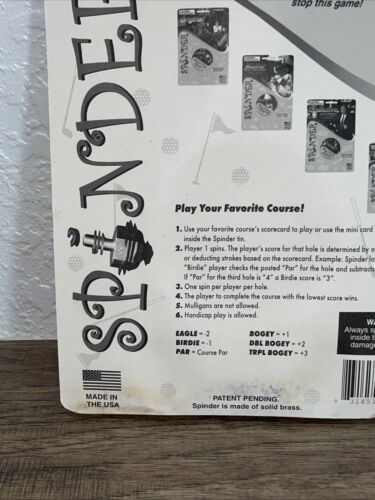 stop this game!
SPINDER
Play Your Favorite Course!
1. Use your favorite course's scorecard to play or use the mini card
inside the Spinder tin.
2. Player 1 spins. The player's score for that hole is determined by
or deducting strokes based on the scorecard. Example: Spinder
"Birdie" player checks the posted "Par" for the hole and
If "Par" for the third hole is "4" a Birdie score is "3".
3. One spin per player per hole.
4. The player to complete the course with the lowest score wins.
5. Mulligans are not allowed.
6. Handicap play is allowed.
EAGLE = -2 BOGEY = +1
BIRDIE = -1 DBL BOGEY = +2
PAR = Course Par TRPL BOGEY = +3
Always
inside
MADE IN
THE USA
PATENT PENDING.
Spinder is made of solid brass.